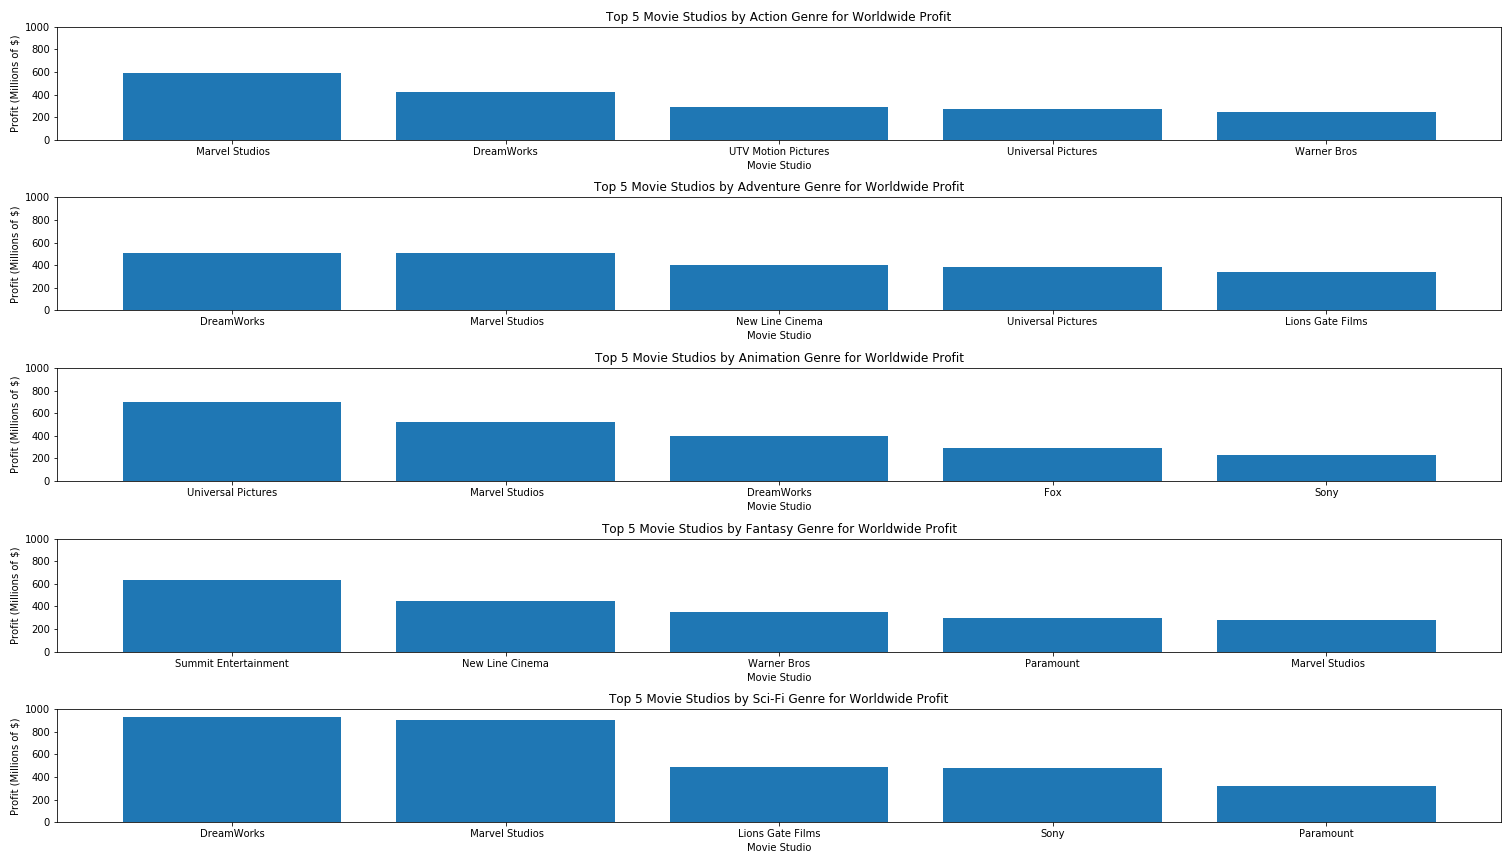 Top 5 Movie Studios by Action Genre for Worldwide Profit
Profit (Millions of $)
1000
800
600
400
200
0
Marvel Studios DreamWorks UTV Motion Pictures Universal Pictures Warner Bros
Movie Studio
Top 5 Movie Studios by Adventure Genre for Worldwide Profit
Profit (Millions of $)
1000
800
600
400
200
0
DreamWorks Marvel Studios New Line Cinema Universal Pictures Lions Gate Films
Movie Studio
Top 5 Movie Studios by Animation Genre for Worldwide Profit
Profit (Millions of $)
1000
800
600
400
200
0
Universal Pictures Marvel Studios DreamWorks Fox Sony
Movie Studio
Top 5 Movie Studios by Fantasy Genre for Worldwide Profit
Profit (Millions of $)
1000
800
600
400
200
0
Summit Entertainment New Line Cinema Warner Bros Paramount Marvel Studios
Movie Studio
Top 5 Movie Studios by Sci-Fi Genre for Worldwide Profit
Profit (Millions of $)
1000
800
600
400
200
0
DreamWorks Marvel Studios Lions Gate Films Sony Paramount
Movie Studio